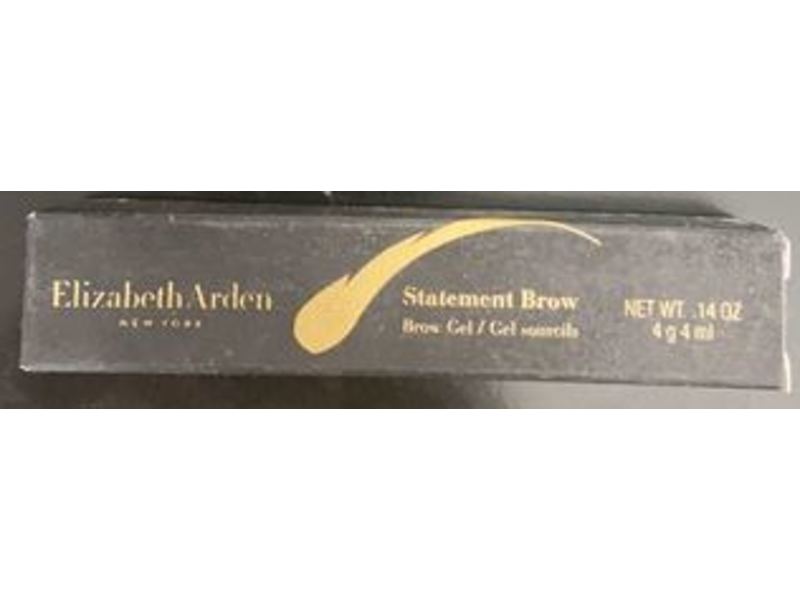 Elizabeth Arden
NEW YORK
Statement Brow
Brow Gel / Gel sourcils
NET WT. .14 OZ
4 g 4 ml